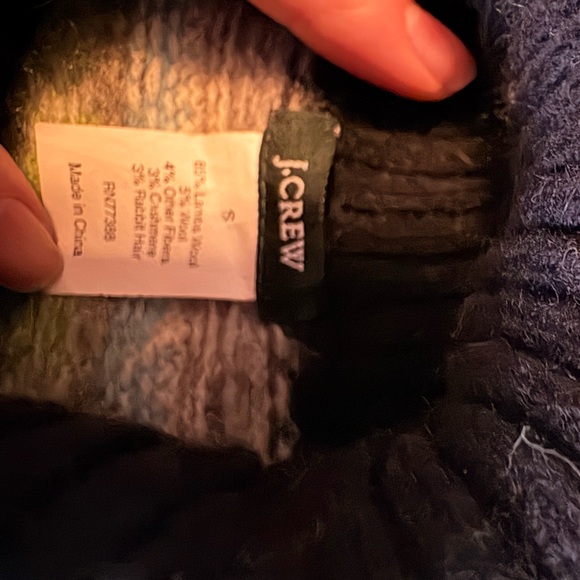 J.CREW
S
85% Lambs Wool
5% Wool
4% Other Fibers
3% Cashmere
3% Rabbit Hair
RN77388
Made in China